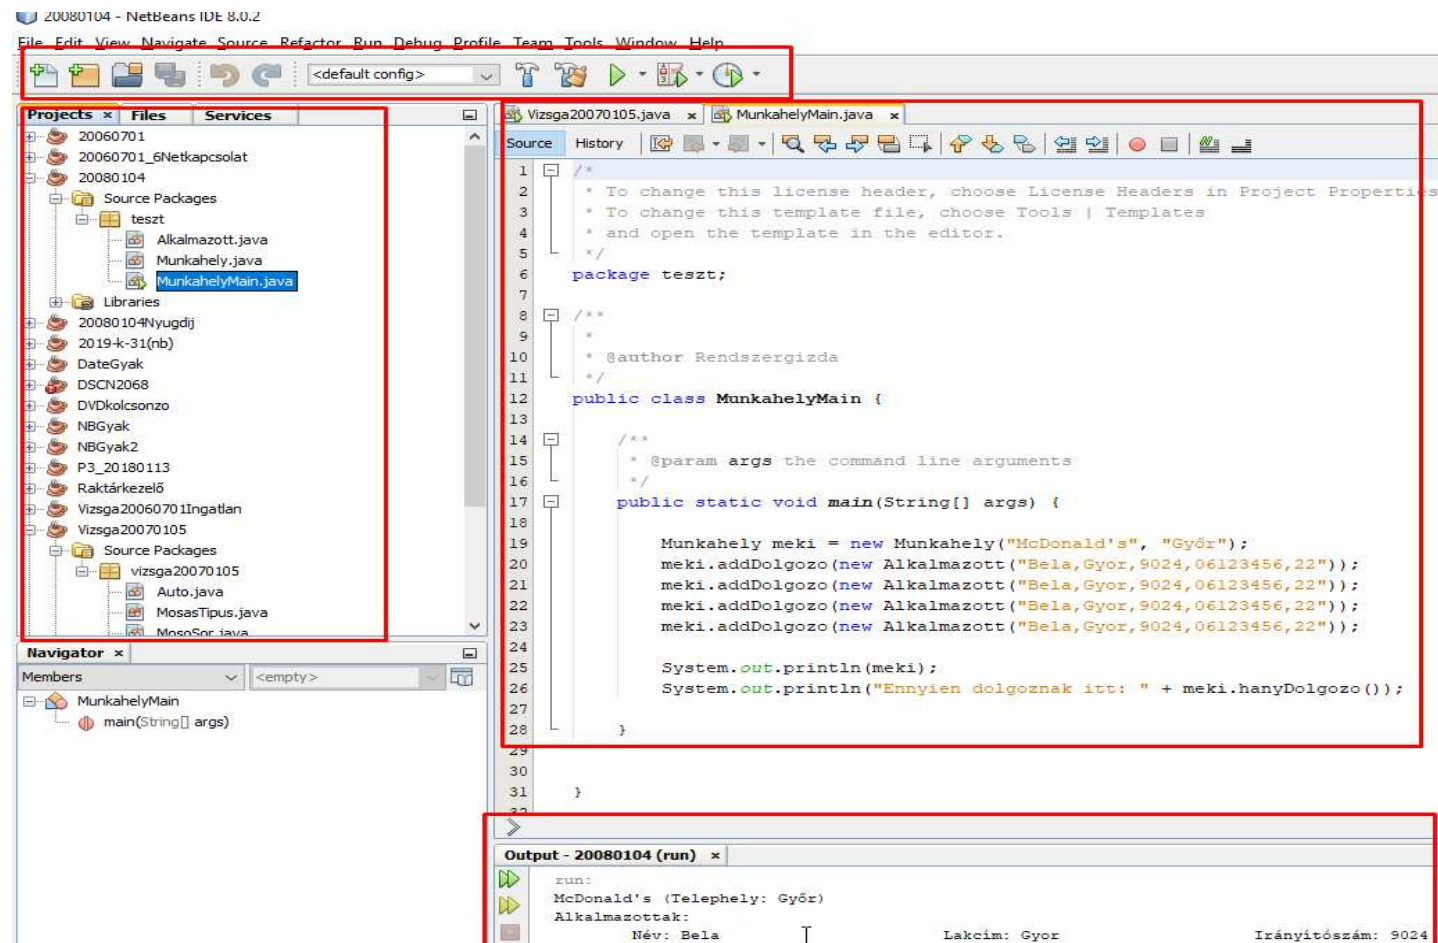 20080104 - NetBeans IDE 8.0.2
File Edit View Navigate Source Refactor Run Debug Profile Team Tools Window Help
<default config>
Projects × Files Services
20060701
20060701_6Netkapcsolat
20080104
Source Packages
teszt
Alkalmazott.java
Munkahely.java
MunkahelyMain.java
Libraries
20080104Nyugdij
2019-k-31(nb)
DateGyak
DSCN2068
DVDkolcsonzo
NBGyak
NBGyak2
P3_20180113
Raktárkezelő
Vizsga20060701Ingatlan
Vizsga20070105
Source Packages
vizsga20070105
Auto.java
MosasTipus.java
MosoSor.java
Navigator ×
Members <empty>
MunkahelyMain
main(String[] args)
Vizsga20070105.java × MunkahelyMain.java ×
Source History
1 /*
2 * To change this license header, choose License Headers in Project Properties
3 * To change this template file, choose Tools | Templates
4 * and open the template in the editor.
5 */
6 package teszt;
7
8 /**
9 *
10 * @author Rendszergizda
11 */
12 public class MunkahelyMain {
13
14 /**
15 * @param args the command line arguments
16 */
17 public static void main(String[] args) {
18
19 Munkahely meki = new Munkahely("McDonald's", "Győr");
20 meki.addDolgozo(new Alkalmazott("Bela,Gyor,9024,06123456,22"));
21 meki.addDolgozo(new Alkalmazott("Bela,Gyor,9024,06123456,22"));
22 meki.addDolgozo(new Alkalmazott("Bela,Gyor,9024,06123456,22"));
23 meki.addDolgozo(new Alkalmazott("Bela,Gyor,9024,06123456,22"));
24
25 System.out.println(meki);
26 System.out.println("Ennyien dolgoznak itt: " + meki.hanyDolgozo());
27
28 }
29
30
31 }
32
Output - 20080104 (run) ×
run:
McDonald's (Telephely: Győr)
Alkalmazottak:
Név: Bela Lakcím: Gyor Irányítószám: 9024